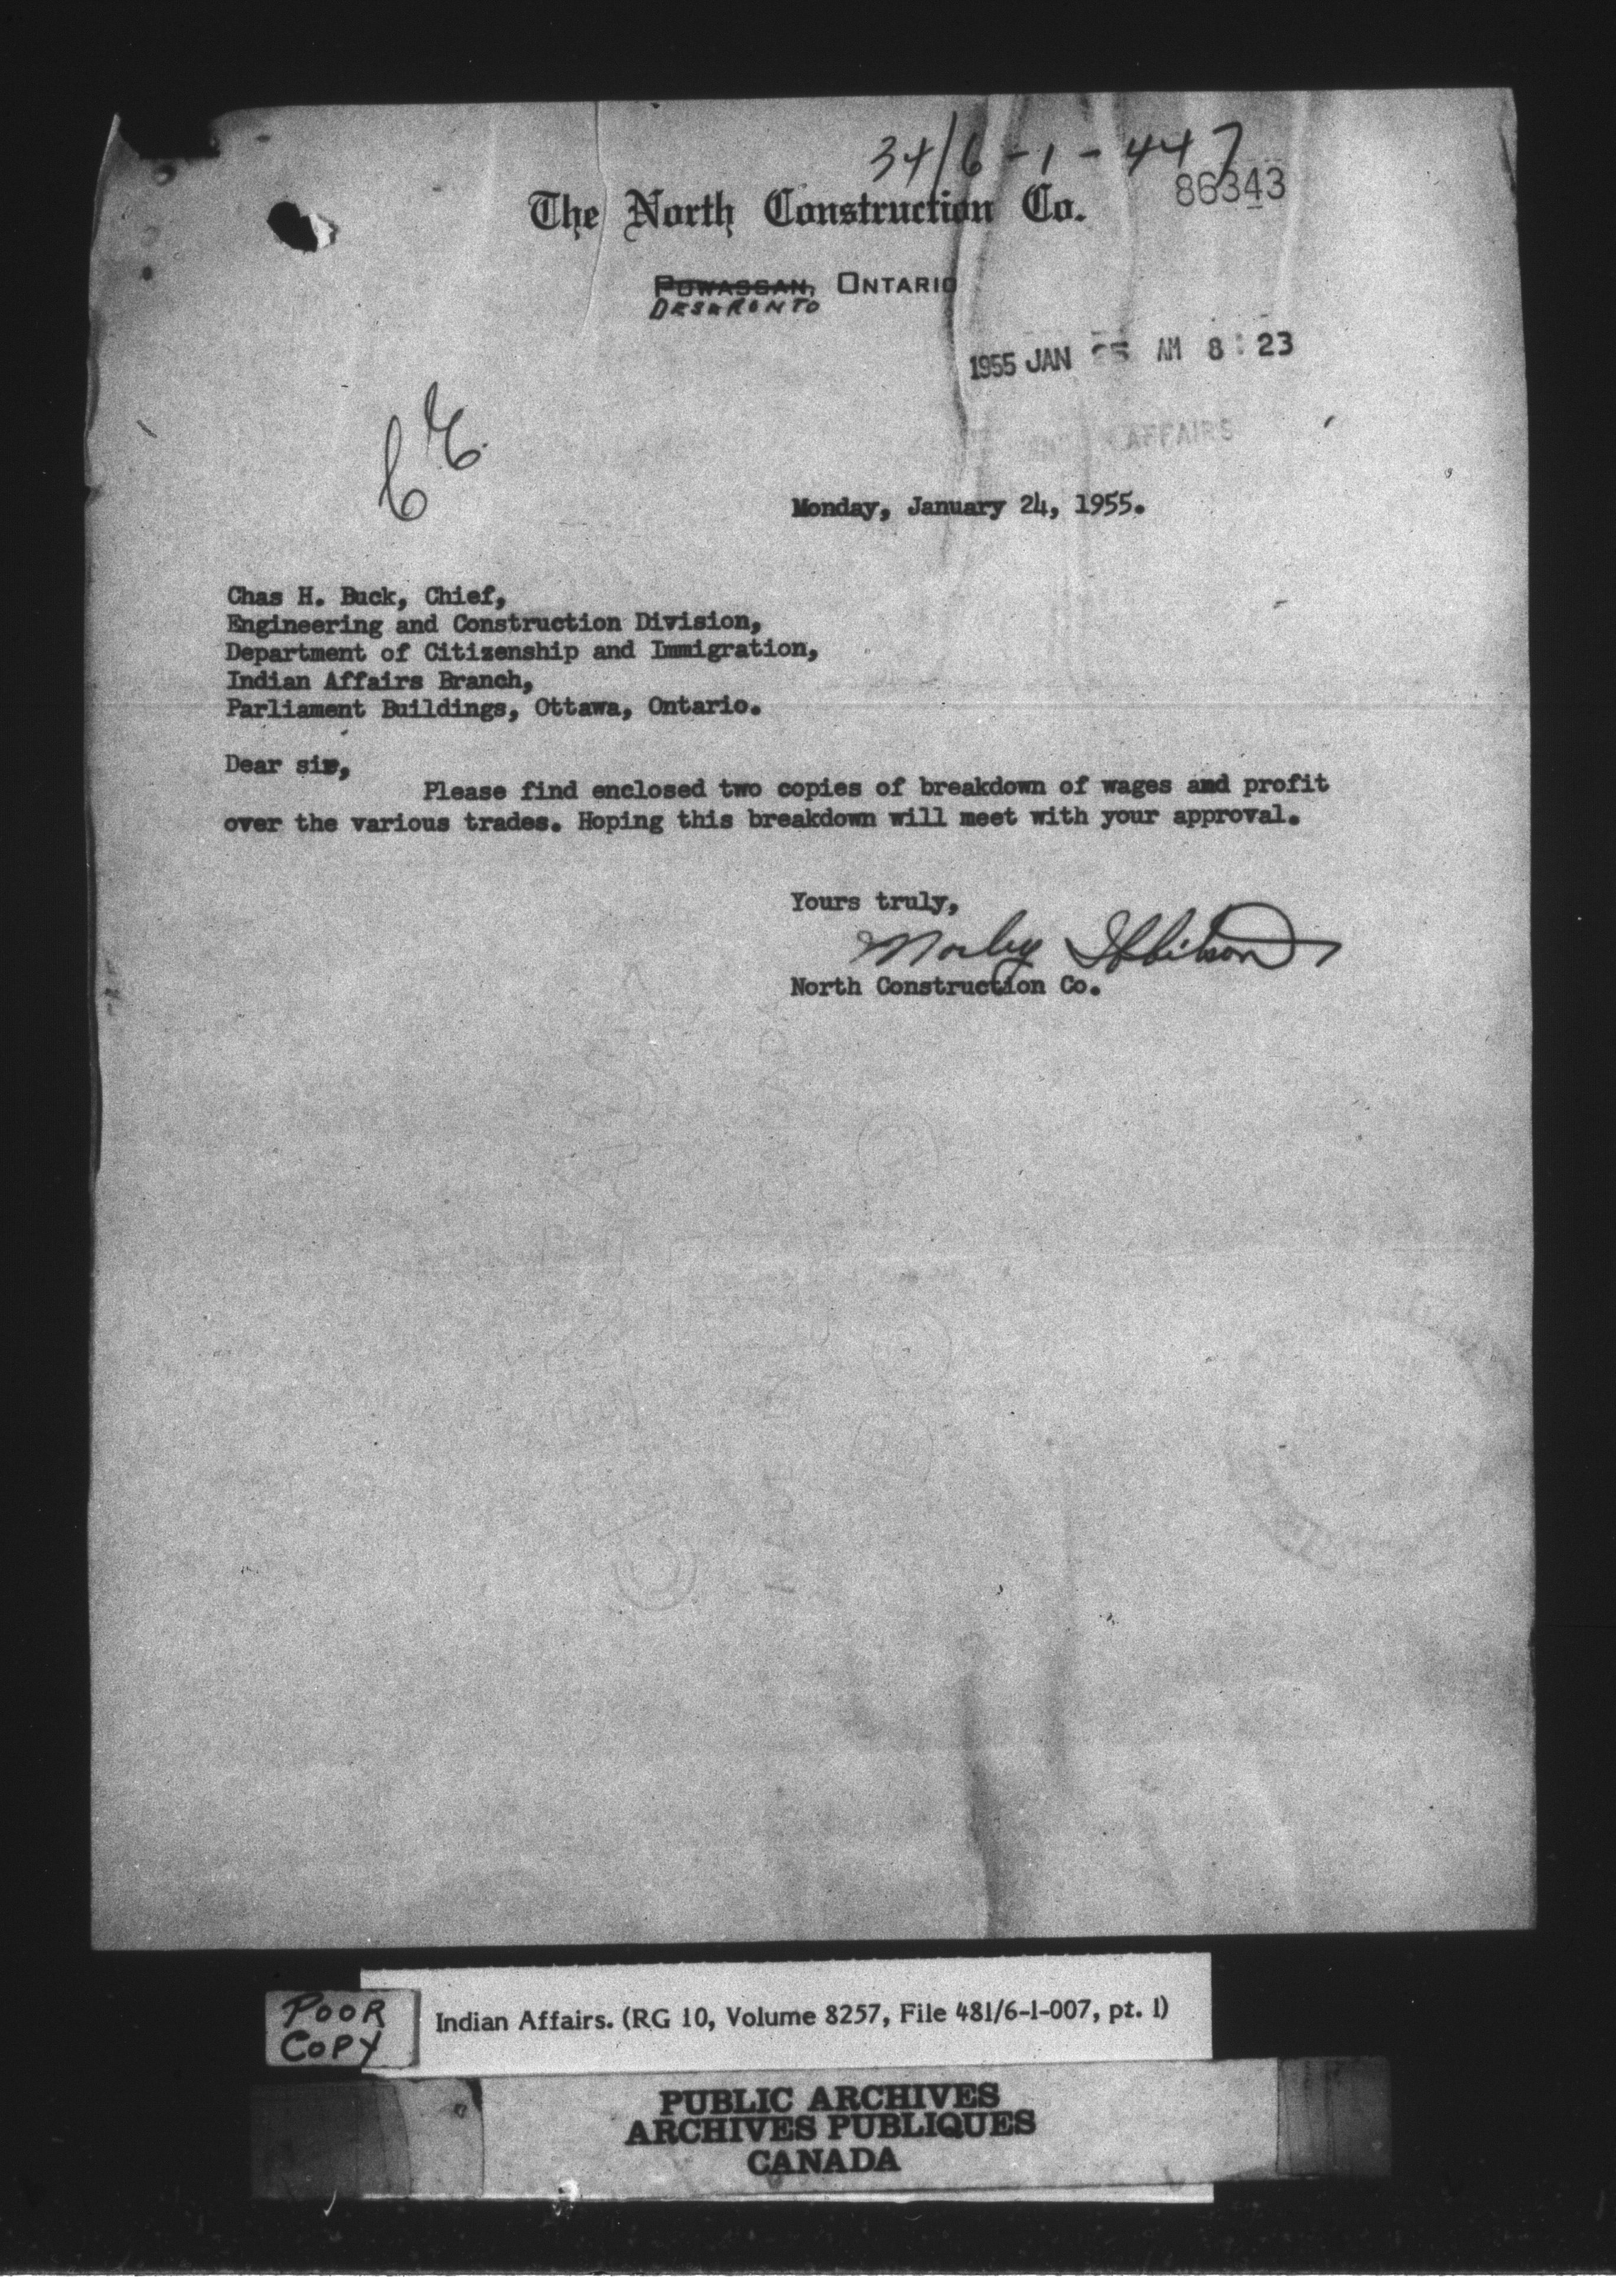 34/6-1-447
86343
The North Construction Co.
Powassan, Ontario
Deseronto
1955 JAN AM 8:23
AFFAIRS
Monday, January 24, 1955.
Chas H. Buck, Chief,
Engineering and Construction Division,
Department of Citizenship and Immigration,
Indian Affairs Branch,
Parliament Buildings, Ottawa, Ontario.
Dear sir,
Please find enclosed two copies of breakdown of wages and profit
over the various trades. Hoping this breakdown will meet with your approval.
Yours truly,
Morley Ibbitson
North Construction Co.
POOR
COPY
Indian Affairs. (RG 10, Volume 8257, File 481/6-1-007, pt. 1)
PUBLIC ARCHIVES
ARCHIVES PUBLIQUES
CANADA